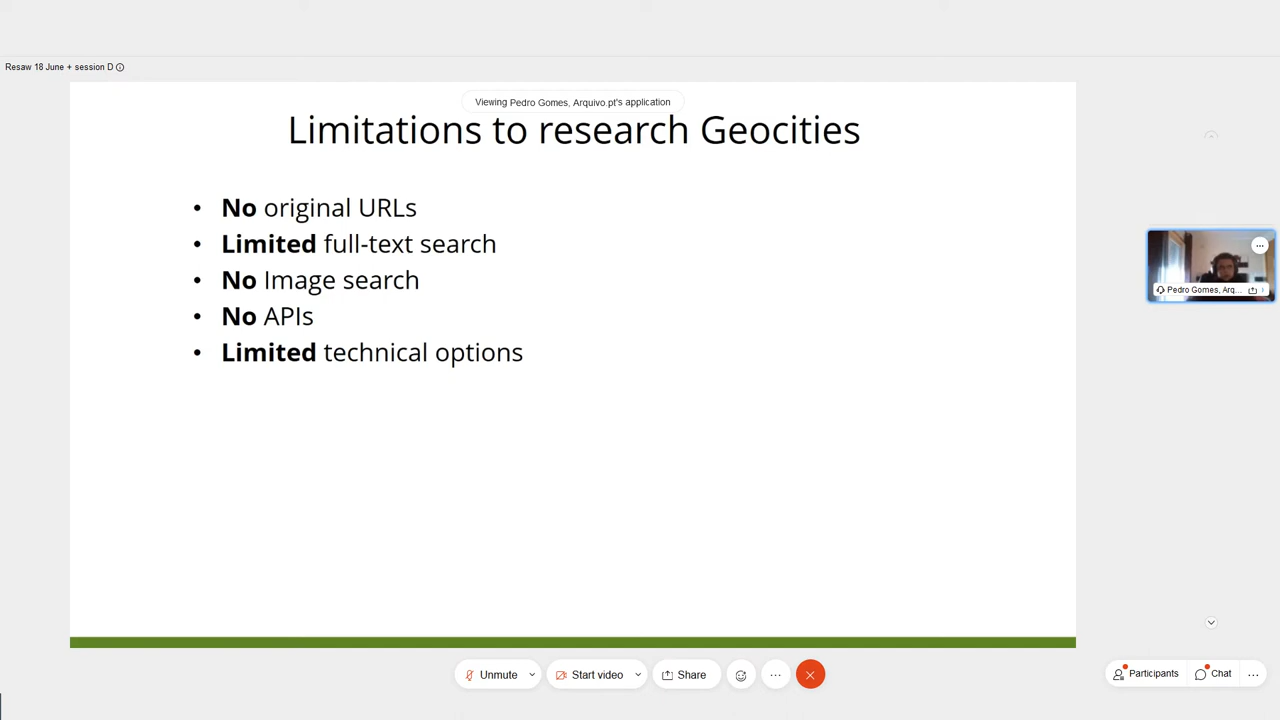 Resaw 18 June + session D
Viewing Pedro Gomes, Arquivo.pt's application
Limitations to research Geocities
• No original URLs
• Limited full-text search
• No Image search
• No APIs
• Limited technical options
Pedro Gomes, Arq...
Unmute
Start video
Share
Participants
Chat